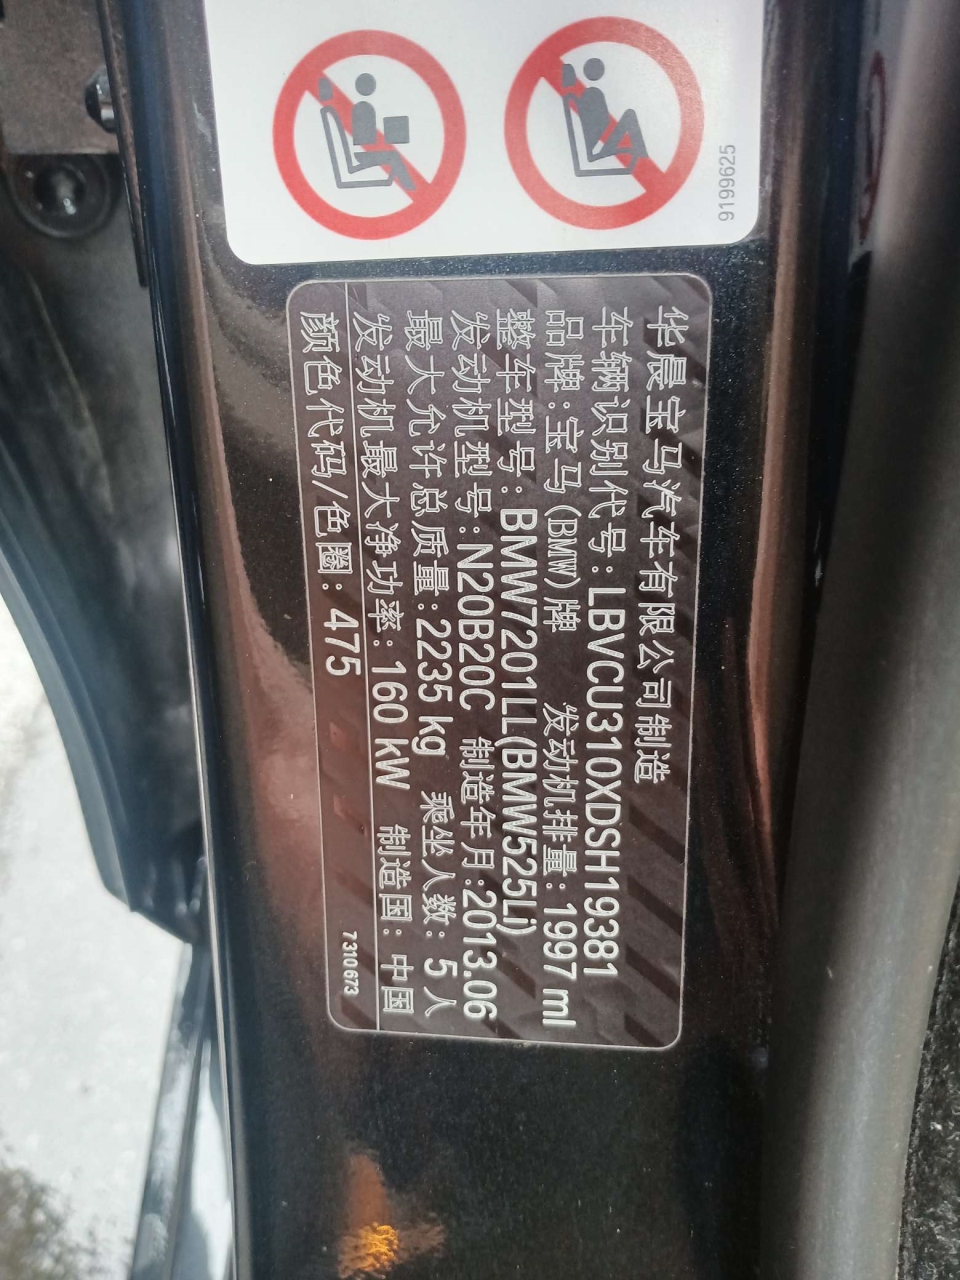 9199625
华晨宝马汽车有限公司制造
车辆识别代号: LBVCU310XDSH19381
品牌:宝马(BMW)牌 发动机排量: 1997 ml
整车型号: BMW7201LL(BMW525Li)
发动机型号: N20B20C 制造年月:2013.06
最大允许总质量: 2235 kg 乘坐人数: 5人
发动机最大净功率: 160 kW 制造国: 中国
颜色代码/色圈: 475
7310673